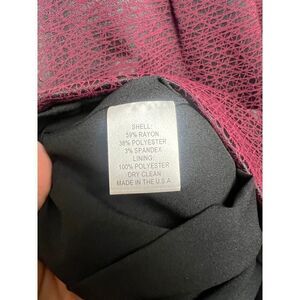 SHELL:
59% RAYON
38% POLYESTER
3% SPANDEX
LINING:
100% POLYESTER
DRY CLEAN
MADE IN THE U.S.A.